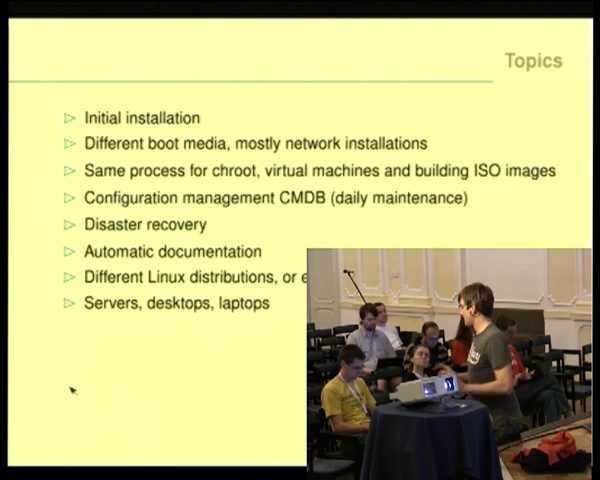 Topics
Initial installation
Different boot media, mostly network installations
Same process for chroot, virtual machines and building ISO images
Configuration management CMDB (daily maintenance)
Disaster recovery
Automatic documentation
Different Linux distributions, or
Servers, desktops, laptops